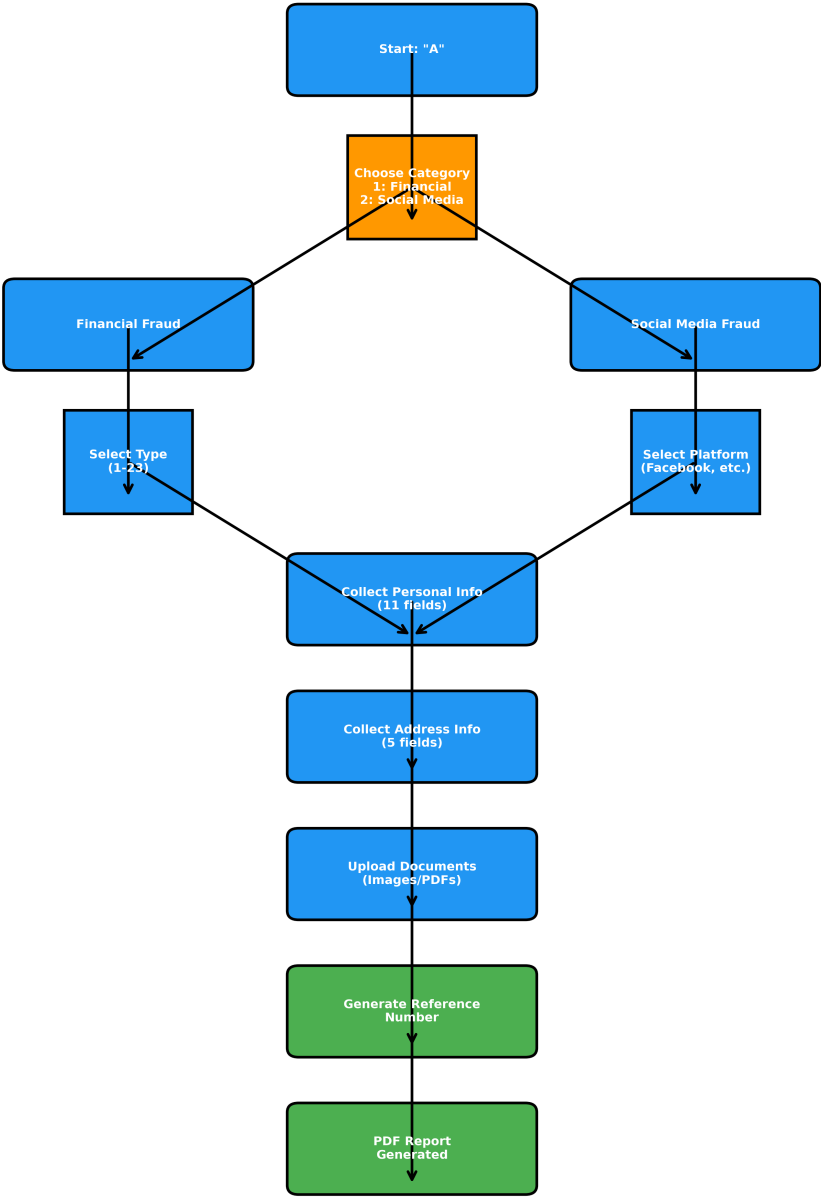 Start: "A"
Choose Category
1: Financial
2: Social Media
Financial Fraud
Social Media Fraud
Select Type
(1-23)
Select Platform
(Facebook, etc.)
Collect Personal Info
(11 fields)
Collect Address Info
(5 fields)
Upload Documents
(Images/PDFs)
Generate Reference
Number
PDF Report
Generated